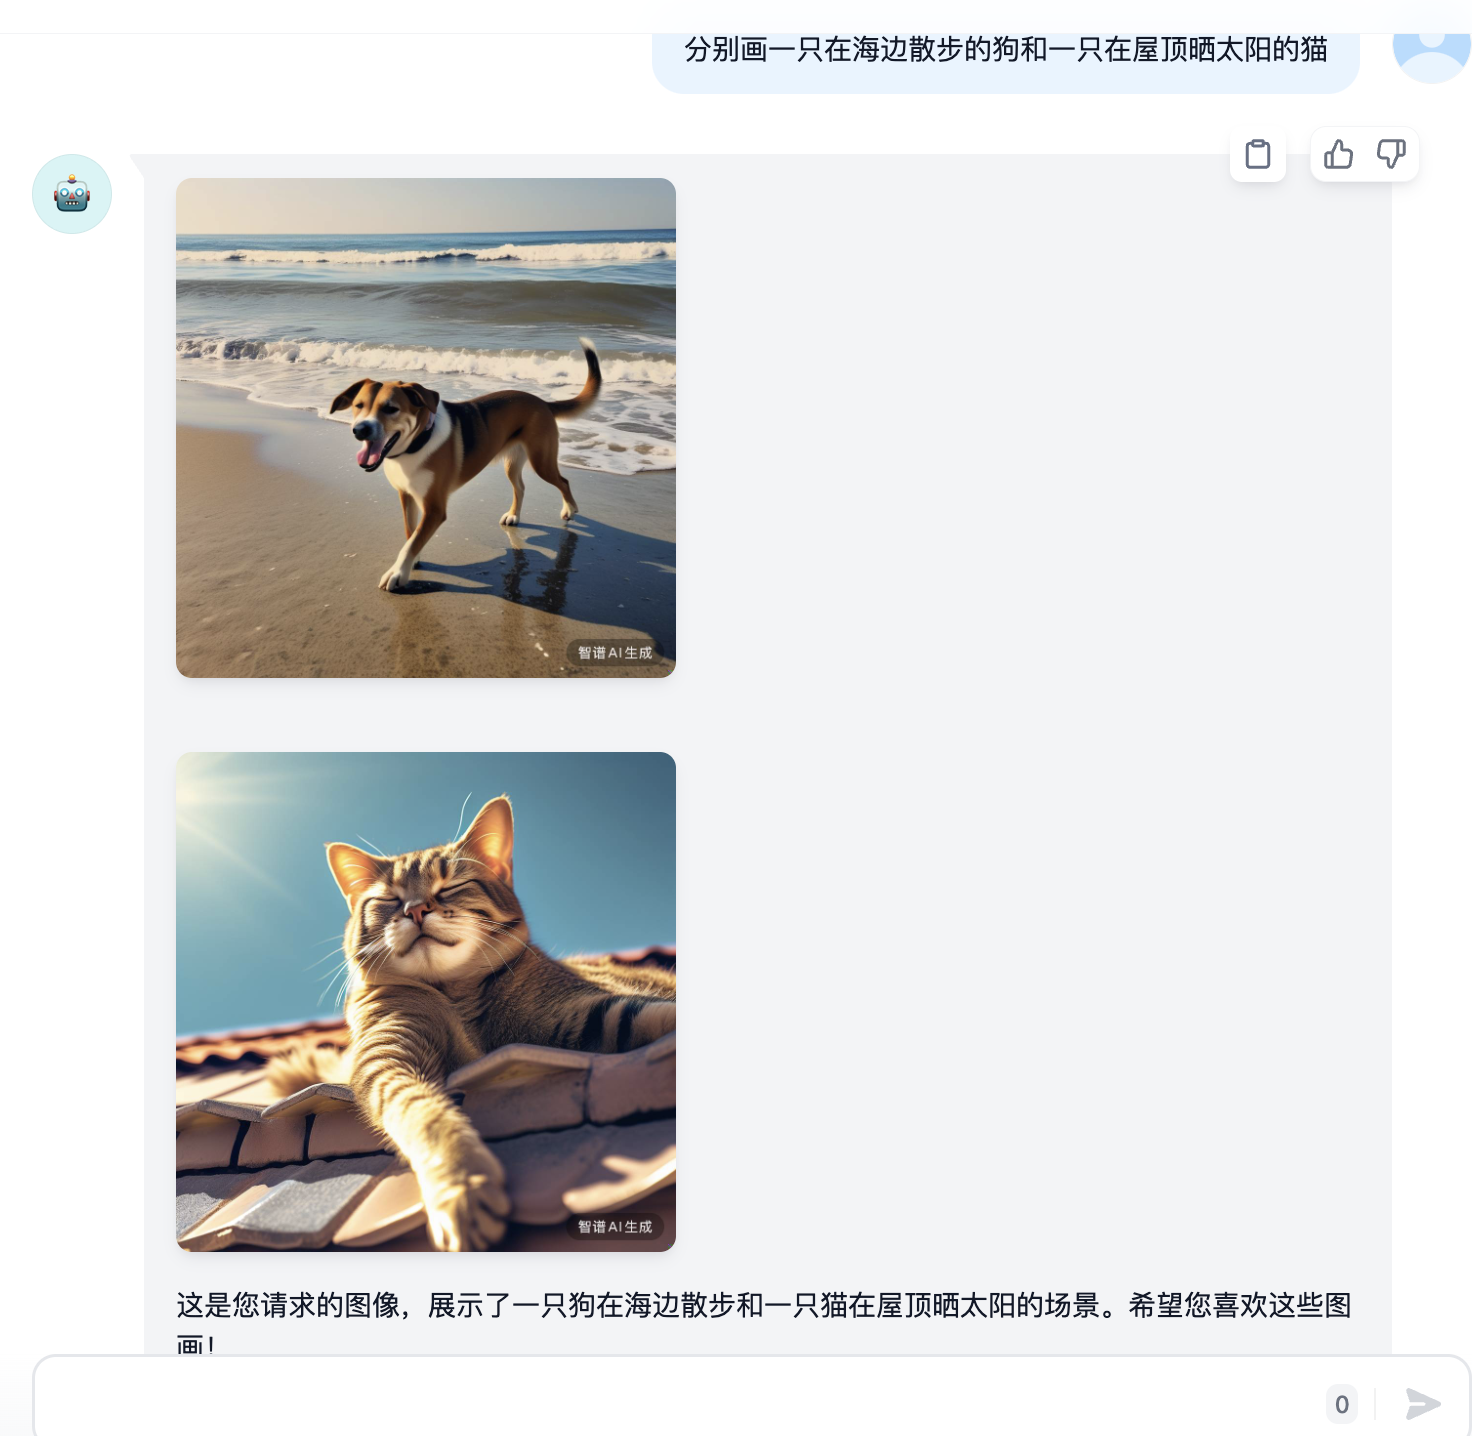 分别画一只在海边散步的狗和一只在屋顶晒太阳的猫
智谱AI生成
智谱AI生成
这是您请求的图像，展示了一只狗在海边散步和一只猫在屋顶晒太阳的场景。希望您喜欢这些图
画！
0